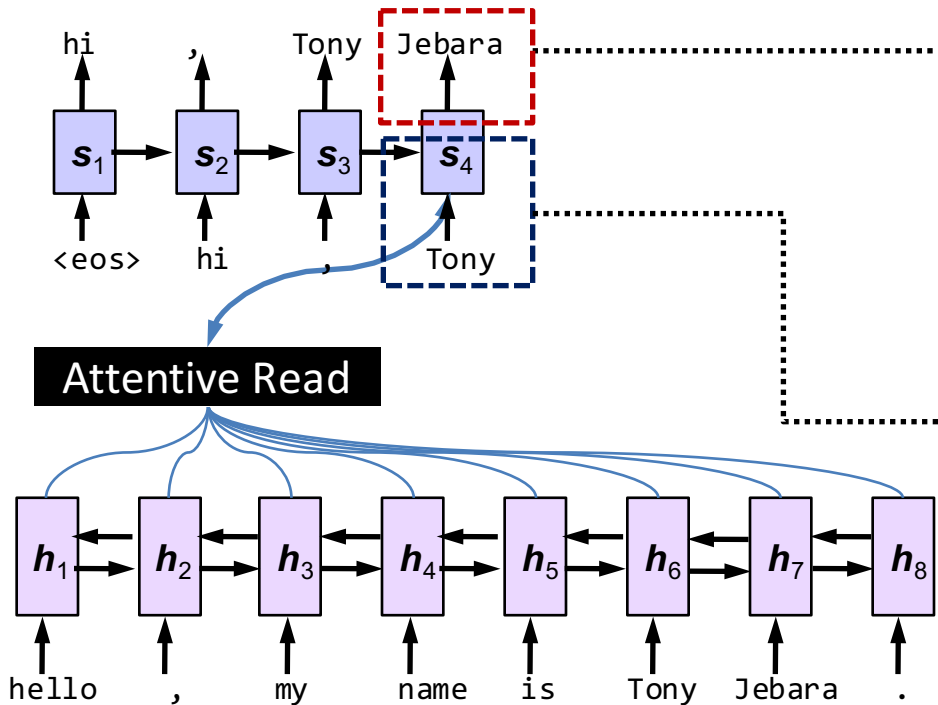 hi , Tony Jebara
s1 s2 s3 s4
<eos> hi , Tony
Attentive Read
h1 h2 h3 h4 h5 h6 h7 h8
hello , my name is Tony Jebara .